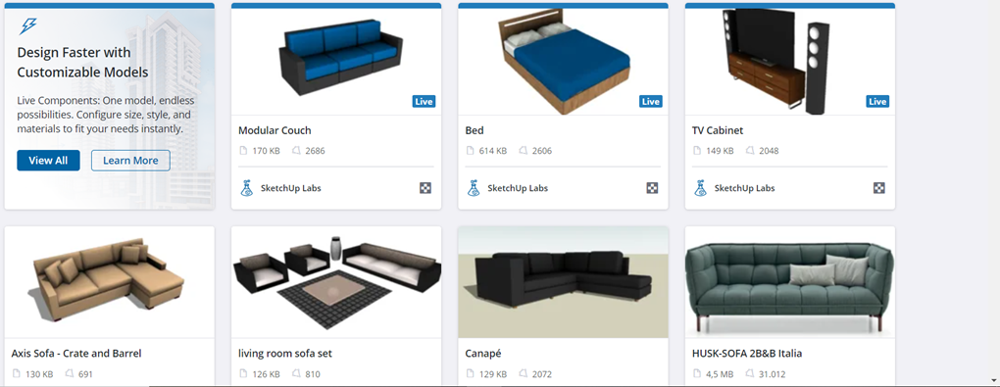 Design Faster with
Customizable Models
Live Components: One model, endless
possibilities. Configure size, style, and
materials to fit your needs instantly.
View All
Learn More
Live
Modular Couch
170 KB
2686
SketchUp Labs
Live
Bed
614 KB
2606
SketchUp Labs
Live
TV Cabinet
149 KB
2048
SketchUp Labs
Axis Sofa - Crate and Barrel
130 KB
691
living room sofa set
126 KB
810
Canapé
129 KB
2072
HUSK-SOFA 2B&B Italia
4,5 MB
31.012